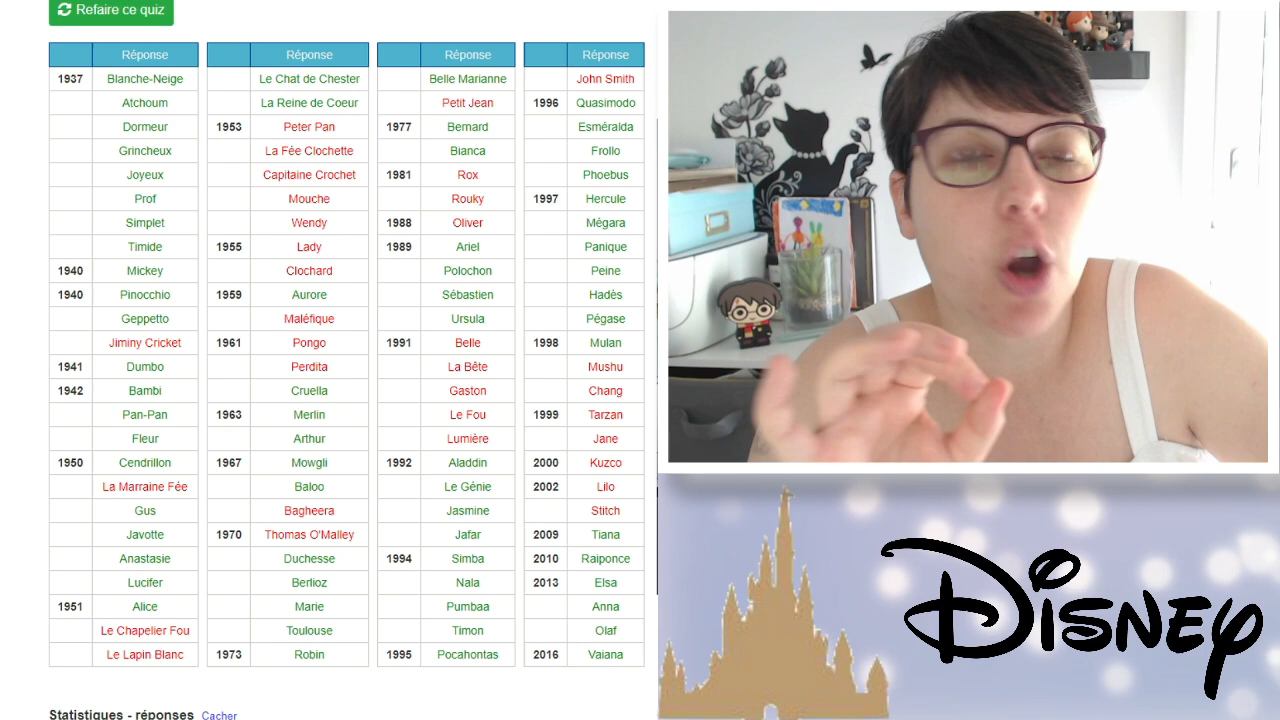 Refaire ce quiz
Réponse
1937 Blanche-Neige
Atchoum
Dormeur
Grincheux
Joyeux
Prof
Simplet
Timide
1940 Mickey
1940 Pinocchio
Geppetto
Jiminy Cricket
1941 Dumbo
1942 Bambi
Pan-Pan
Fleur
1950 Cendrillon
La Marraine Fée
Gus
Javotte
Anastasie
Lucifer
1951 Alice
Le Chapelier Fou
Le Lapin Blanc
Réponse
Le Chat de Chester
La Reine de Coeur
1953 Peter Pan
La Fée Clochette
Capitaine Crochet
Mouche
Wendy
1955 Lady
Clochard
1959 Aurore
Maléfique
1961 Pongo
Perdita
Cruella
1963 Merlin
Arthur
1967 Mowgli
Baloo
Bagheera
1970 Thomas O'Malley
Duchesse
Berlioz
Marie
Toulouse
1973 Robin
Réponse
Belle Marianne
Petit Jean
1977 Bernard
Bianca
1981 Rox
Rouky
1988 Oliver
1989 Ariel
Polochon
Sébastien
Ursula
1991 Belle
La Bête
Gaston
Le Fou
Lumière
1992 Aladdin
Le Génie
Jasmine
Jafar
1994 Simba
Nala
Pumbaa
Timon
1995 Pocahontas
Réponse
John Smith
1996 Quasimodo
Esméralda
Frollo
Phoebus
1997 Hercule
Mégara
Panique
Peine
Hadès
Pégase
1998 Mulan
Mushu
Chang
1999 Tarzan
Jane
2000 Kuzco
2002 Lilo
Stitch
2009 Tiana
2010 Raiponce
2013 Elsa
Anna
Olaf
2016 Vaiana
Statistiques - réponses Cacher
Disney